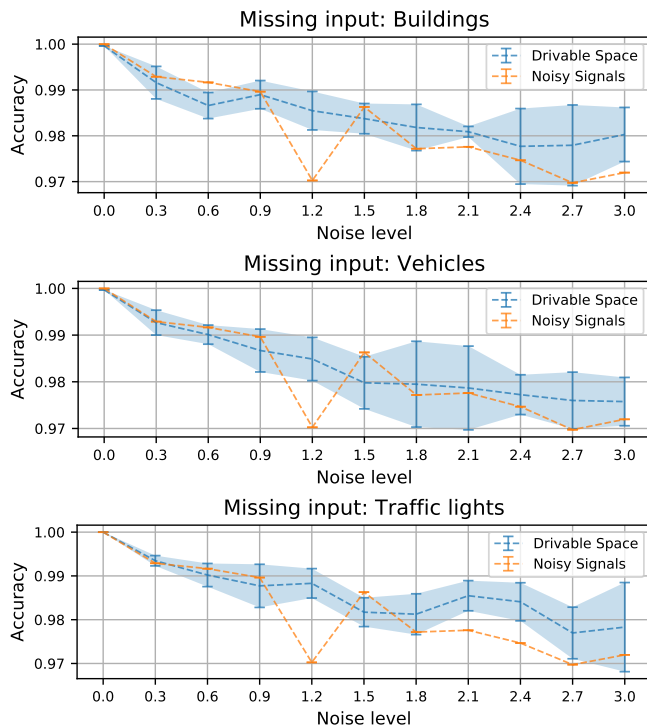 Missing input: Buildings
1.00
0.99
0.98
0.97
Accuracy
Drivable Space
Noisy Signals
0.0 0.3 0.6 0.9 1.2 1.5 1.8 2.1 2.4 2.7 3.0
Noise level
Missing input: Vehicles
1.00
0.99
0.98
0.97
Accuracy
Drivable Space
Noisy Signals
0.0 0.3 0.6 0.9 1.2 1.5 1.8 2.1 2.4 2.7 3.0
Noise level
Missing input: Traffic lights
1.00
0.99
0.98
0.97
Accuracy
Drivable Space
Noisy Signals
0.0 0.3 0.6 0.9 1.2 1.5 1.8 2.1 2.4 2.7 3.0
Noise level